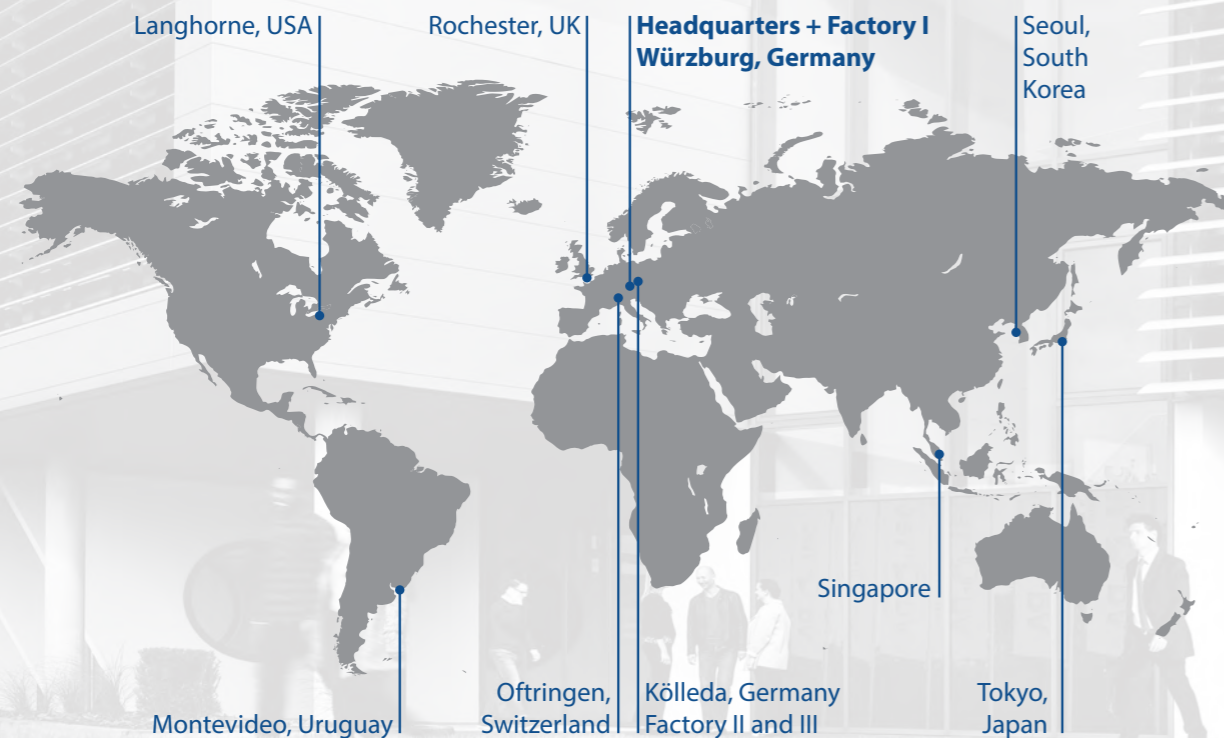 Langhorne, USA
Rochester, UK
Headquarters + Factory I
Würzburg, Germany
Seoul,
South
Korea
Singapore
Montevideo, Uruguay
Oftringen,
Switzerland
Kölleda, Germany
Factory II and III
Tokyo,
Japan